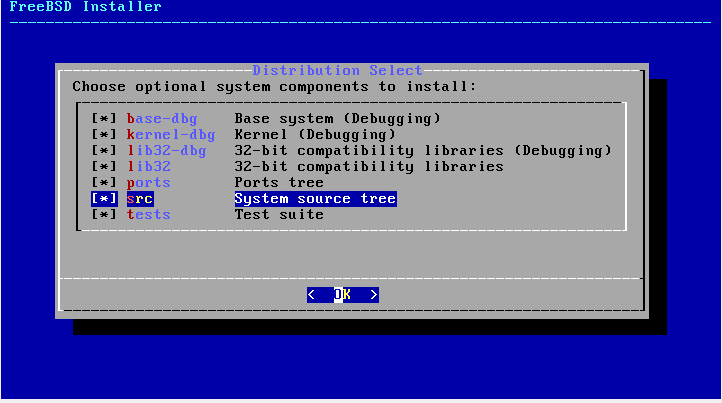 FreeBSD Installer
Distribution Select
Choose optional system components to install:
[*] base-dbg Base system (Debugging)
[*] kernel-dbg Kernel (Debugging)
[*] lib32-dbg 32-bit compatibility libraries (Debugging)
[*] lib32 32-bit compatibility libraries
[*] ports Ports tree
[*] src System source tree
[*] tests Test suite
< OK >